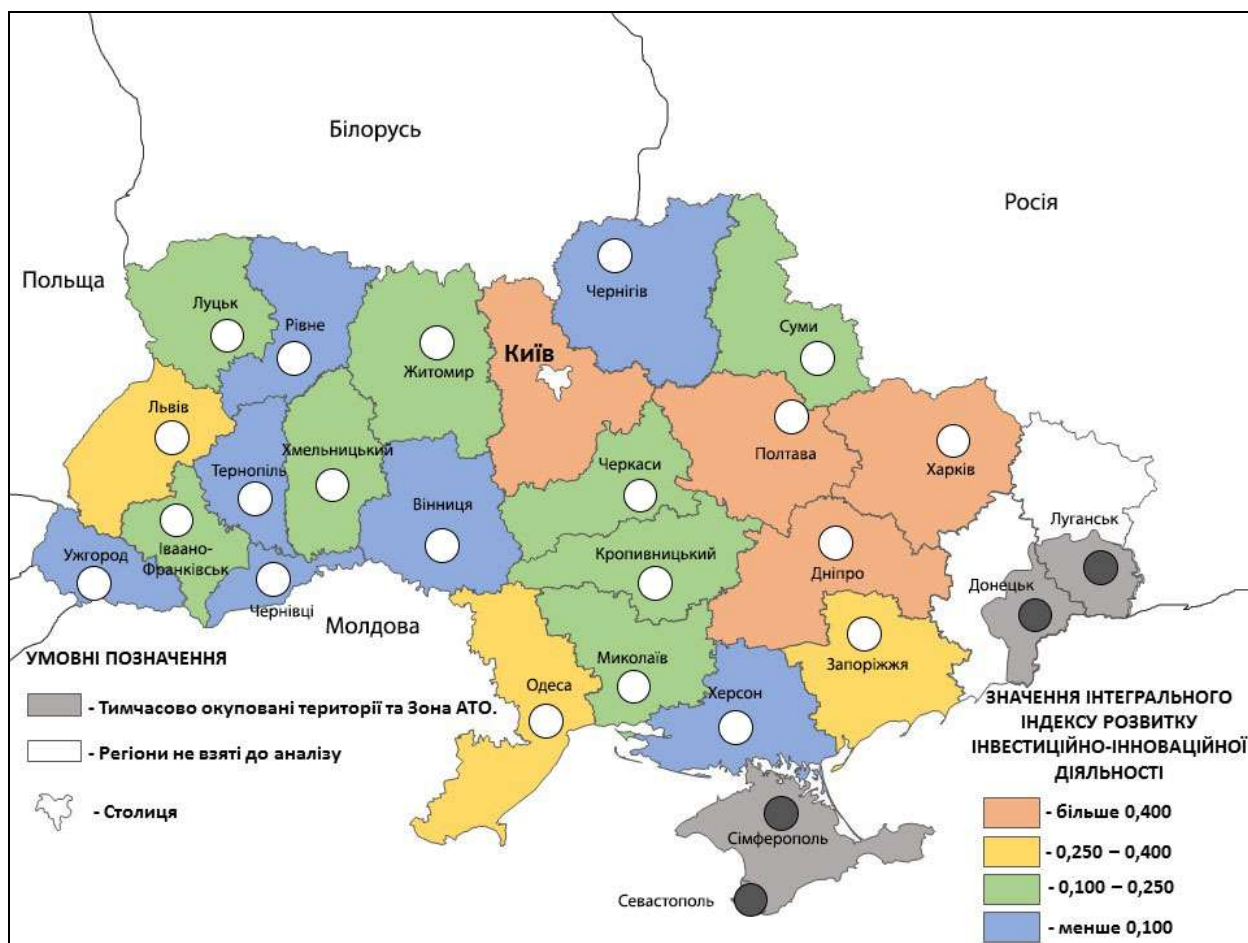 Білорусь
Росія
Польща
Луцьк
Рівне
Житомир
Київ
Чернігів
Суми
Львів
Тернопіль
Хмельницький
Вінниця
Черкаси
Полтава
Харків
Ужгород
Іваано-
Франківськ
Чернівці
Кропивницький
Дніпро
Луганськ
Донецьк
Молдова
Одеса
Миколаїв
Херсон
Запоріжжя
Сімферополь
Севастополь
УМОВНІ ПОЗНАЧЕННЯ
- Тимчасово окуповані території та Зона АТО.
- Регіони не взяті до аналізу
- Столиця
ЗНАЧЕННЯ ІНТЕГРАЛЬНОГО
ІНДЕКСУ РОЗВИТКУ
ІНВЕСТИЦІЙНО-ІННОВАЦІЙНОЇ
ДІЯЛЬНОСТІ
- більше 0,400
- 0,250 – 0,400
- 0,100 – 0,250
- менше 0,100